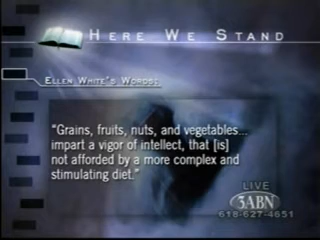 HERE WE STAND
ELLEN WHITE'S WORDS:
"Grains, fruits, nuts, and vegetables...
impart a vigor of intellect, that [is]
not afforded by a more complex and
stimulating diet."
LIVE
3ABN
618-627-4651